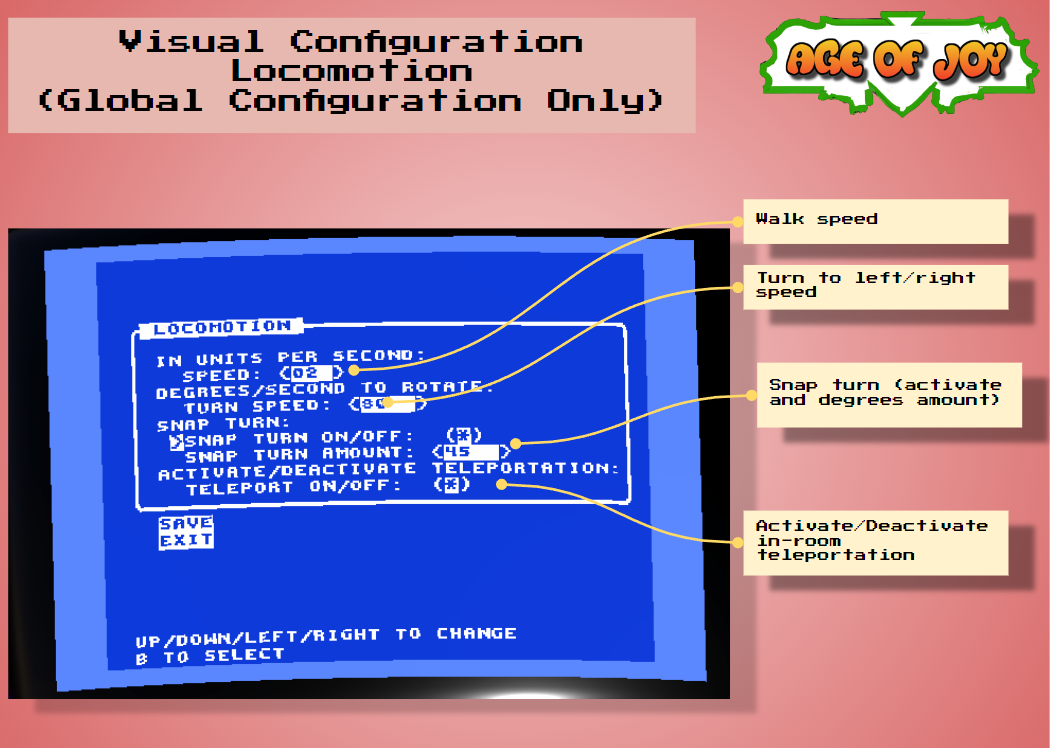 Visual Configuration
Locomotion
(Global Configuration Only)
AGE OF JOY
Walk speed
Turn to left/right
speed
Snap turn (activate
and degrees amount)
Activate/Deactivate
in-room
teleportation
LOCOMOTION
IN UNITS PER SECOND:
SPEED: (02 )
DEGREES/SECOND TO ROTATE:
TURN SPEED: ( )
SNAP TURN:
SNAP TURN ON/OFF: (*)
SNAP TURN AMOUNT: (45 )
ACTIVATE/DEACTIVATE TELEPORTATION:
TELEPORT ON/OFF: (*)
SAVE
EXIT
UP/DOWN/LEFT/RIGHT TO CHANGE
B TO SELECT